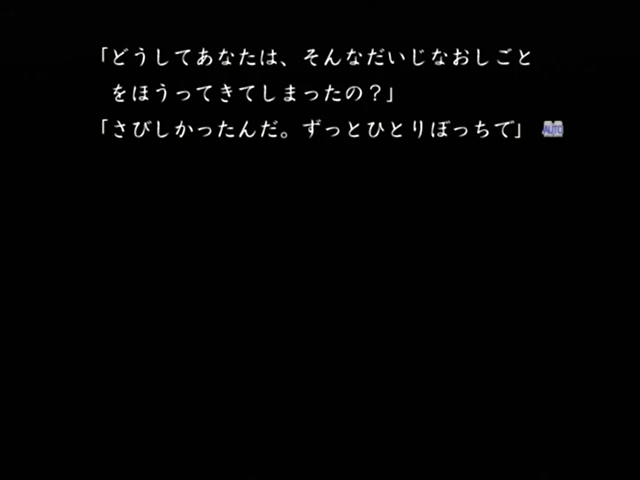 「どうしてあなたは、そんなだいじなおしごと
をほうってきてしまったの？」
「さびしかったんだ。ずっとひとりぼっちで」 AUTO